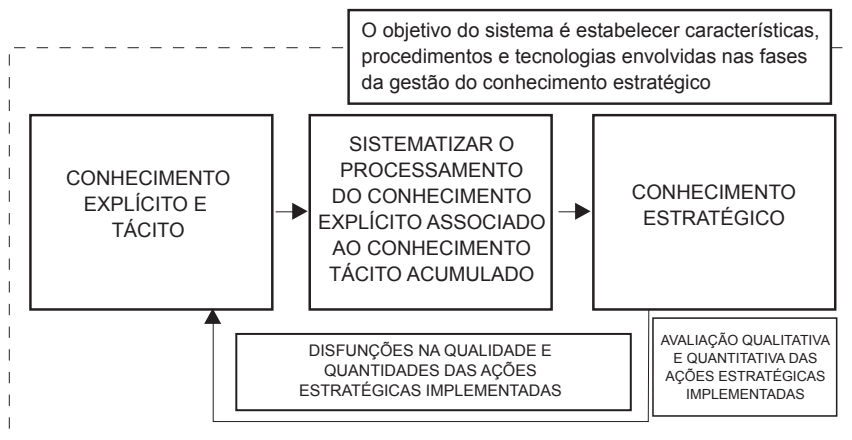 O objetivo do sistema é estabelecer características,
procedimentos e tecnologias envolvidas nas fases
da gestão do conhecimento estratégico
CONHECIMENTO
EXPLÍCITO E
TÁCITO
SISTEMATIZAR O
PROCESSAMENTO
DO CONHECIMENTO
EXPLÍCITO ASSOCIADO
AO CONHECIMENTO
TÁCITO ACUMULADO
CONHECIMENTO
ESTRATÉGICO
DISFUNÇÕES NA QUALIDADE E
QUANTIDADES DAS AÇÕES
ESTRATÉGICAS IMPLEMENTADAS
AVALIAÇÃO QUALITATIVA
E QUANTITATIVA DAS
AÇÕES ESTRATÉGICAS
IMPLEMENTADAS